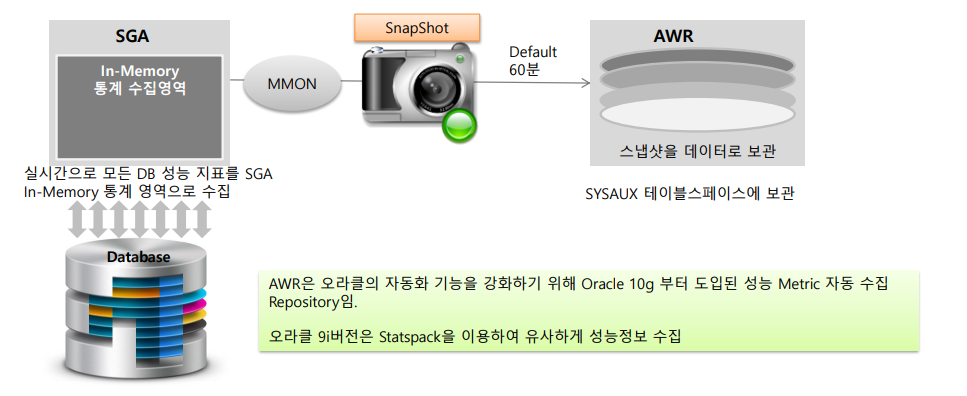 SGA
In-Memory
통계 수집영역
MMON
SnapShot
Default
60분
AWR
스냅샷을 데이터로 보관
실시간으로 모든 DB 성능 지표를 SGA
In-Memory 통계 영역으로 수집
SYSAUX 테이블스페이스에 보관
Database
AWR은 오라클의 자동화 기능을 강화하기 위해 Oracle 10g 부터 도입된 성능 Metric 자동 수집
Repository임.
오라클 9i버전은 Statspack을 이용하여 유사하게 성능정보 수집